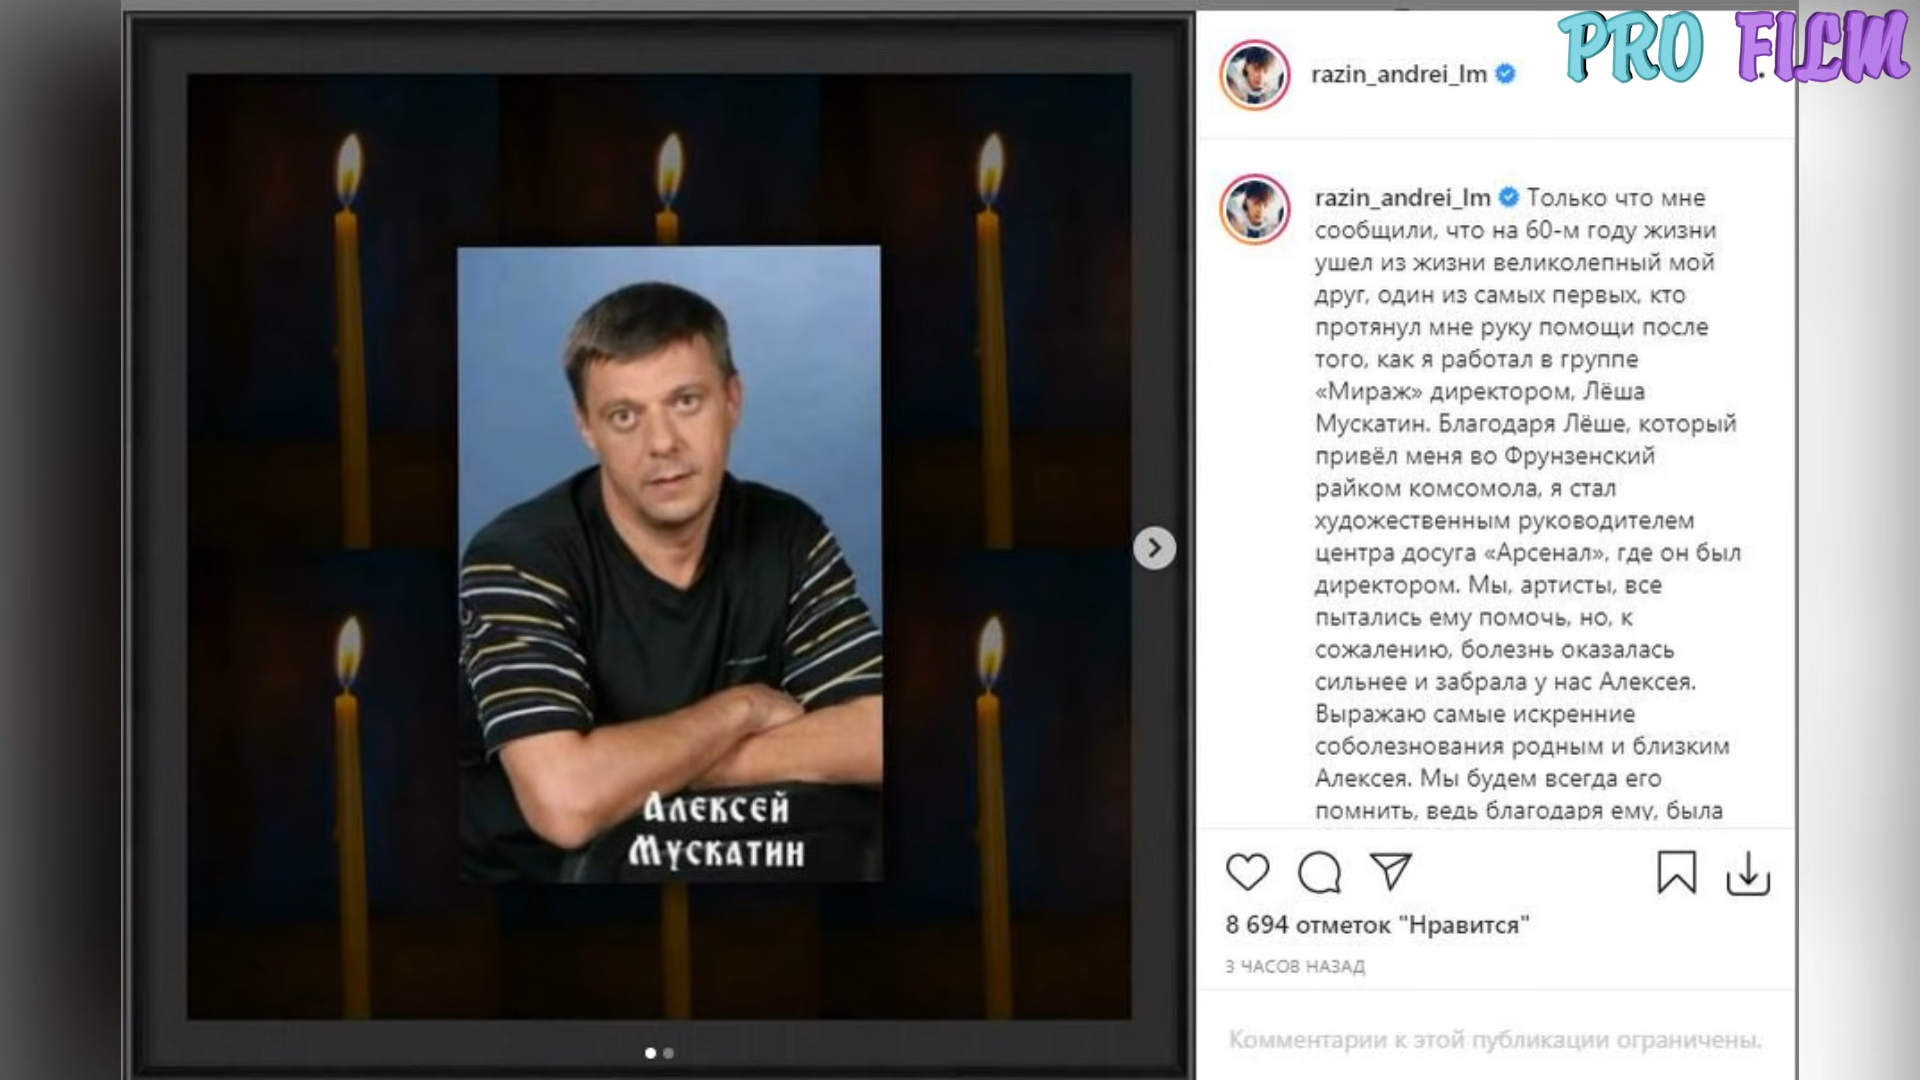 PRO FILM
Алексей
Мускатин
razin_andrei_lm
razin_andrei_lm Только что мне
сообщили, что на 60-м году жизни
ушел из жизни великолепный мой
друг, один из самых первых, кто
протянул мне руку помощи после
того, как я работал в группе
«Мираж» директором, Лёша
Мускатин. Благодаря Лёше, который
привёл меня во Фрунзенский
райком комсомола, я стал
художественным руководителем
центра досуга «Арсенал», где он был
директором. Мы, артисты, все
пытались ему помочь, но, к
сожалению, болезнь оказалась
сильнее и забрала у нас Алексея.
Выражаю самые искренние
соболезнования родным и близким
Алексея. Мы будем всегда его
помнить, ведь благодаря ему, была
8 694 отметок "Нравится"
3 ЧАСОВ НАЗАД
Комментарии к этой публикации ограничены.